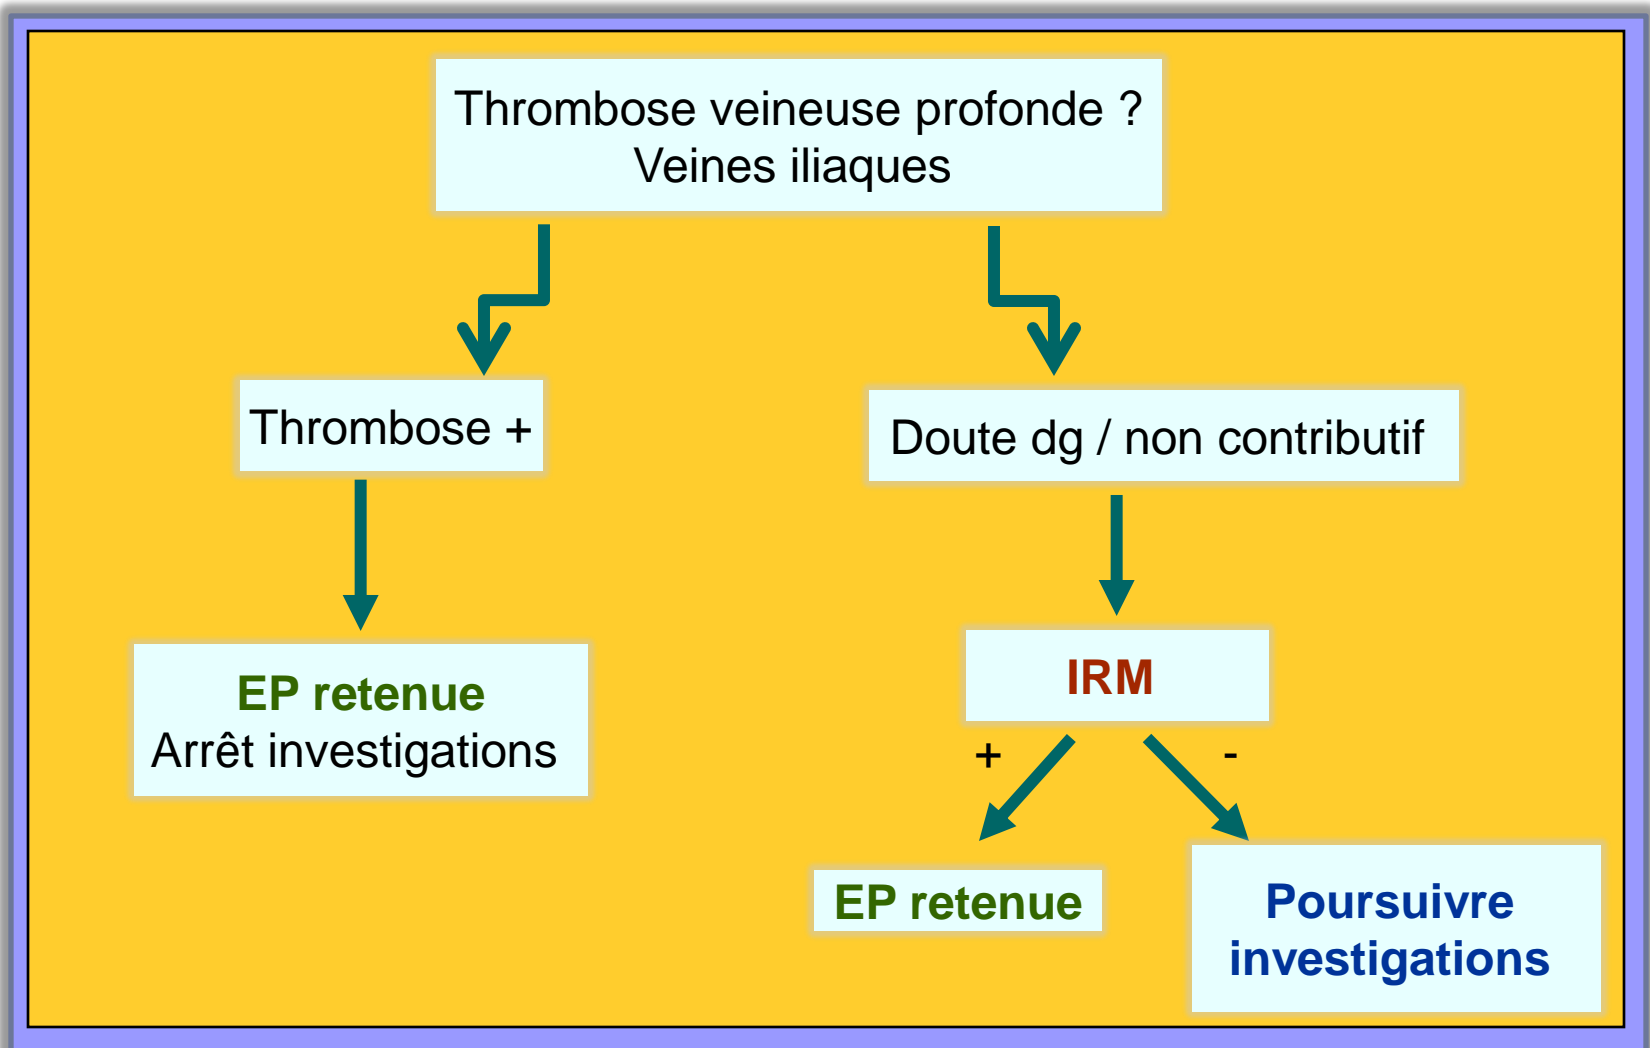 Thrombose veineuse profonde ?
Veines iliaques
Thrombose +
Doute dg / non contributif
EP retenue
Arrêt investigations
IRM
+
-
EP retenue
Poursuivre
investigations